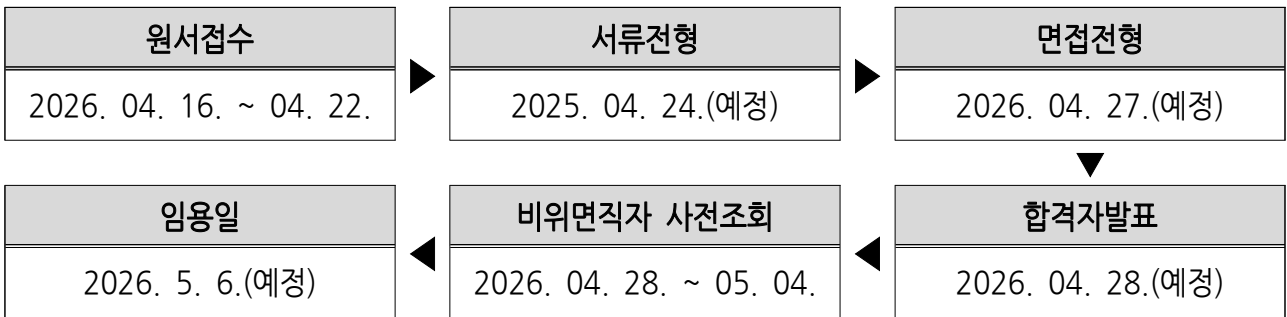 원서접수
2026. 04. 16. ~ 04. 22.
서류전형
2025. 04. 24.(예정)
면접전형
2026. 04. 27.(예정)
합격자발표
2026. 04. 28.(예정)
비위면직자 사전조회
2026. 04. 28. ~ 05. 04.
임용일
2026. 5. 6.(예정)